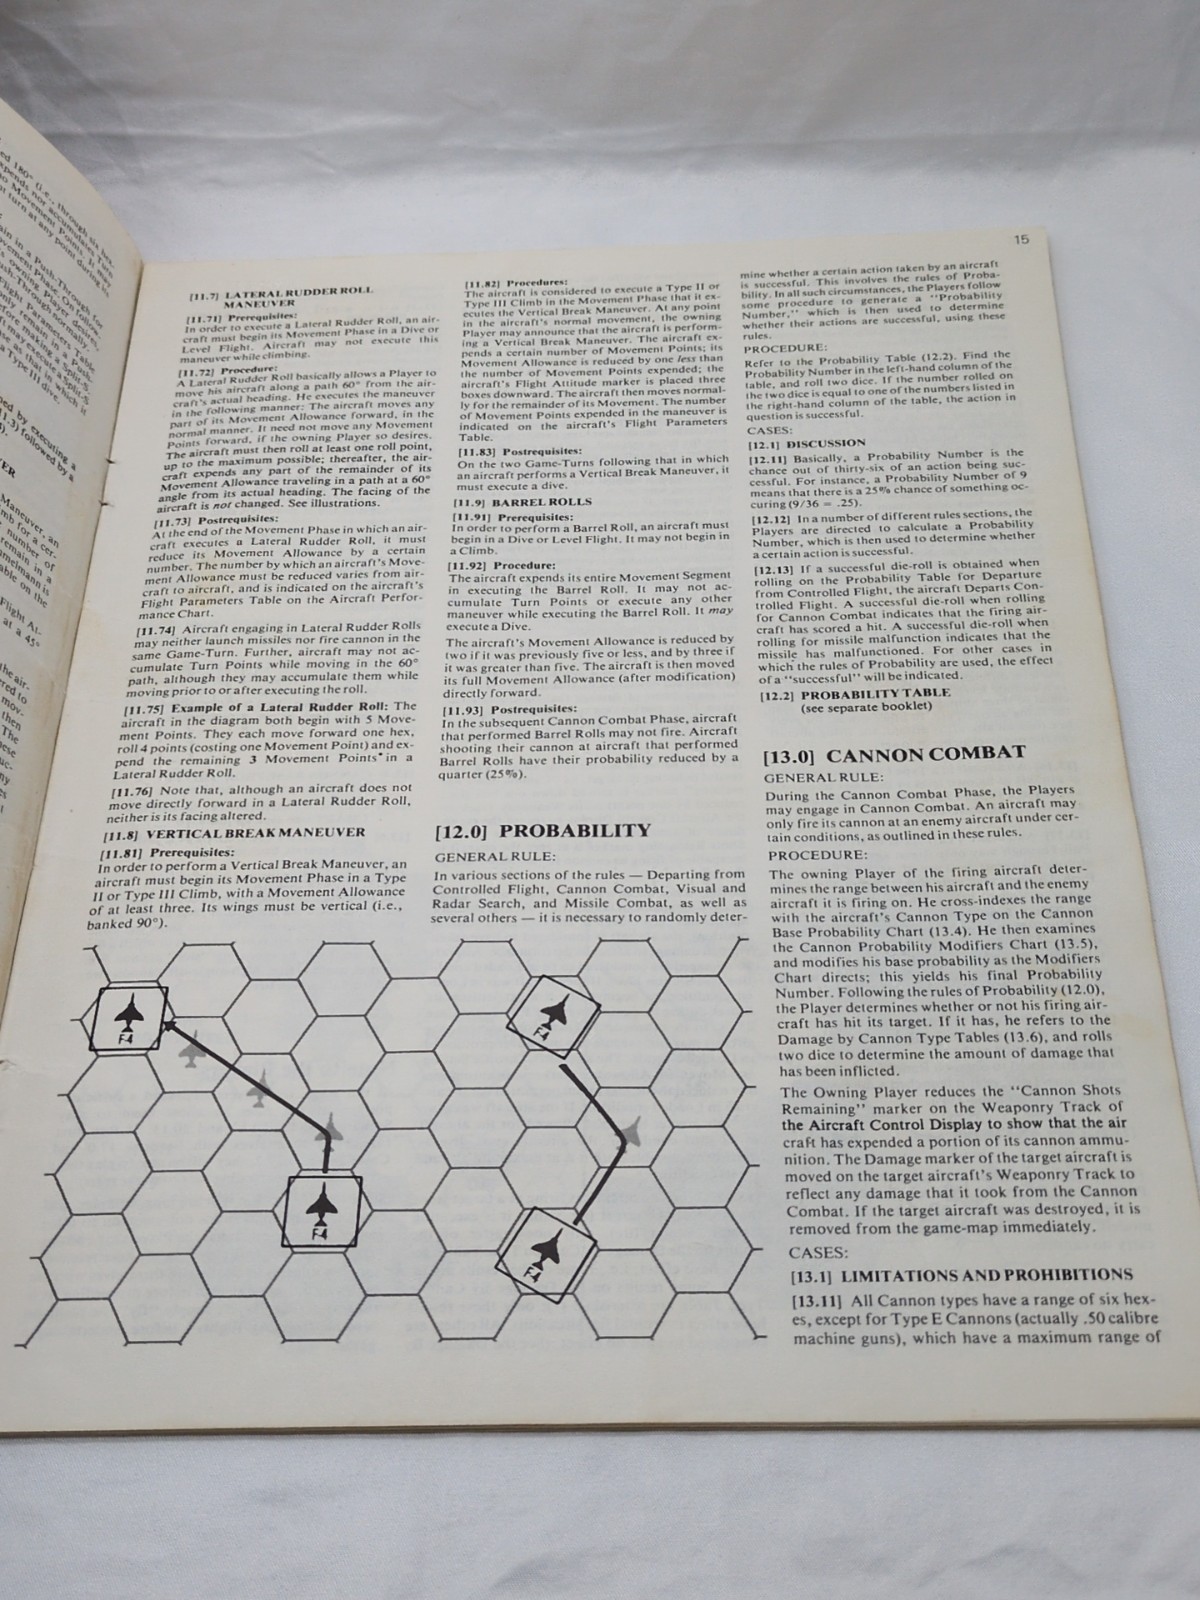 15
[11.7] LATERAL RUDDER ROLL
MANEUVER
[11.71] Prerequisites:
In order to execute a Lateral Rudder Roll, an air-
craft must begin its Movement Phase in a Dive or
Level Flight. Aircraft may not execute this
maneuver while climbing.
[11.72] Procedure:
A Lateral Rudder Roll basically allows a Player to
move his aircraft along a path 60° from the air-
craft's actual heading. He executes the maneuver
in the following manner: The aircraft moves any
part of its Movement Allowance forward, in the
normal manner. It need not move any Movement
Points forward, if the owning Player so desires.
The aircraft must then roll at least one roll point,
up to the maximum possible; thereafter, the air-
craft expends any part of the remainder of its
Movement Allowance traveling in a path at a 60°
angle from its actual heading. The facing of the
aircraft is not changed. See illustrations.
[11.73] Postrequisites:
At the end of the Movement Phase in which an air-
craft executes a Lateral Rudder Roll, it must
reduce its Movement Allowance by a certain
number. The number by which an aircraft's Move-
ment Allowance must be reduced varies from air-
craft to aircraft, and is indicated on the aircraft's
Flight Parameters Table on the Aircraft Perfor-
mance Chart.
[11.74] Aircraft engaging in Lateral Rudder Rolls
may neither launch missiles nor fire cannon in the
same Game-Turn. Further, aircraft may not ac-
cumulate Turn Points while moving in the 60°
path, although they may accumulate them while
moving prior to or after executing the roll.
[11.75] Example of a Lateral Rudder Roll: The
aircraft in the diagram both begin with 5 Move-
ment Points. They each move forward one hex,
roll 4 points (costing one Movement Point) and ex-
pend the remaining 3 Movement Points in a
Lateral Rudder Roll.
[11.76] Note that, although an aircraft does not
move directly forward in a Lateral Rudder Roll,
neither is its facing altered.
[11.8] VERTICAL BREAK MANEUVER
[11.81] Prerequisites:
In order to perform a Vertical Break Maneuver, an
aircraft must begin its Movement Phase in a Type
II or Type III Climb, with a Movement Allowance
of at least three. Its wings must be vertical (i.e.,
banked 90°).
[11.82] Procedures:
The aircraft is considered to execute a Type II or
Type III Climb in the Movement Phase that it ex-
ecutes the Vertical Break Maneuver. At any point
in the aircraft's normal movement, the owning
Player may announce that the aircraft is perform-
ing a Vertical Break Maneuver. The aircraft ex-
pends a certain number of Movement Points; its
Movement Allowance is reduced by one less than
the number of Movement Points expended; the
aircraft's Flight Attitude marker is placed three
boxes downward. The aircraft then moves normal-
ly for the remainder of its Movement. The number
of Movement Points expended in the maneuver is
indicated on the aircraft's Flight Parameters
Table.
[11.83] Postrequisites:
On the two Game-Turns following that in which
an aircraft performs a Vertical Break Maneuver, it
must execute a dive.
[11.9] BARREL ROLLS
[11.91] Prerequisites:
In order to perform a Barrel Roll, an aircraft must
begin in a Dive or Level Flight. It may not begin in
a Climb.
[11.92] Procedure:
The aircraft expends its entire Movement Segment
in executing the Barrel Roll. It may not ac-
cumulate Turn Points or execute any other
maneuver while executing the Barrel Roll. It may
execute a Dive.
The aircraft's Movement Allowance is reduced by
two if it was previously five or less, and by three if
it was greater than five. The aircraft is then moved
its full Movement Allowance (after modification)
directly forward.
[11.93] Postrequisites:
In the subsequent Cannon Combat Phase, aircraft
that performed Barrel Rolls may not fire. Aircraft
shooting their cannon at aircraft that performed
Barrel Rolls have their probability reduced by a
quarter (25%).
[12.0] PROBABILITY
GENERAL RULE:
In various sections of the rules — Departing from
Controlled Flight, Cannon Combat, Visual and
Radar Search, and Missile Combat, as well as
several others — it is necessary to randomly deter-
mine whether a certain action taken by an aircraft
is successful. This involves the rules of Proba-
bility. In all such circumstances, the Players follow
some procedure to generate a "Probability
Number," which is then used to determine
whether their actions are successful, using these
rules.
PROCEDURE:
Refer to the Probability Table (12.2). Find the
Probability Number in the left-hand column of the
table, and roll two dice. If the number rolled on
the two dice is equal to one of the numbers listed in
the right-hand column of the table, the action in
question is successful.
CASES:
[12.1] DISCUSSION
[12.11] Basically, a Probability Number is the
chance out of thirty-six of an action being suc-
cessful. For instance, a Probability Number of 9
means that there is a 25% chance of something oc-
curing (9/36 = .25).
[12.12] In a number of different rules sections, the
Players are directed to calculate a Probability
Number, which is then used to determine whether
a certain action is successful.
[12.13] If a successful die-roll is obtained when
rolling on the Probability Table for Departure
from Controlled Flight, the aircraft Departs Con-
trolled Flight. A successful die-roll when rolling
for Cannon Combat indicates that the firing air-
craft has scored a hit. A successful die-roll when
rolling for missile malfunction indicates that the
missile has malfunctioned. For other cases in
which the rules of Probability are used, the effect
of a "successful" will be indicated.
[12.2] PROBABILITY TABLE
(see separate booklet)
[13.0] CANNON COMBAT
GENERAL RULE:
During the Cannon Combat Phase, the Players
may engage in Cannon Combat. An aircraft may
only fire its cannon at an enemy aircraft under cer-
tain conditions, as outlined in these rules.
PROCEDURE:
The owning Player of the firing aircraft deter-
mines the range between his aircraft and the enemy
aircraft it is firing on. He cross-indexes the range
with the aircraft's Cannon Type on the Cannon
Base Probability Chart (13.4). He then examines
the Cannon Probability Modifiers Chart (13.5),
and modifies his base probability as the Modifiers
Chart directs; this yields his final Probability
Number. Following the rules of Probability (12.0),
the Player determines whether or not his firing air-
craft has hit its target. If it has, he refers to the
Damage by Cannon Type Tables (13.6), and rolls
two dice to determine the amount of damage that
has been inflicted.
The Owning Player reduces the "Cannon Shots
Remaining" marker on the Weaponry Track of
the Aircraft Control Display to show that the air
craft has expended a portion of its cannon ammu-
nition. The Damage marker of the target aircraft is
moved on the target aircraft's Weaponry Track to
reflect any damage that it took from the Cannon
Combat. If the target aircraft was destroyed, it is
removed from the game-map immediately.
CASES:
[13.1] LIMITATIONS AND PROHIBITIONS
[13.11] All Cannon types have a range of six hex-
es, except for Type E Cannons (actually .50 calibre
machine guns), which have a maximum range of
F-4
F-4
F-4
F-4